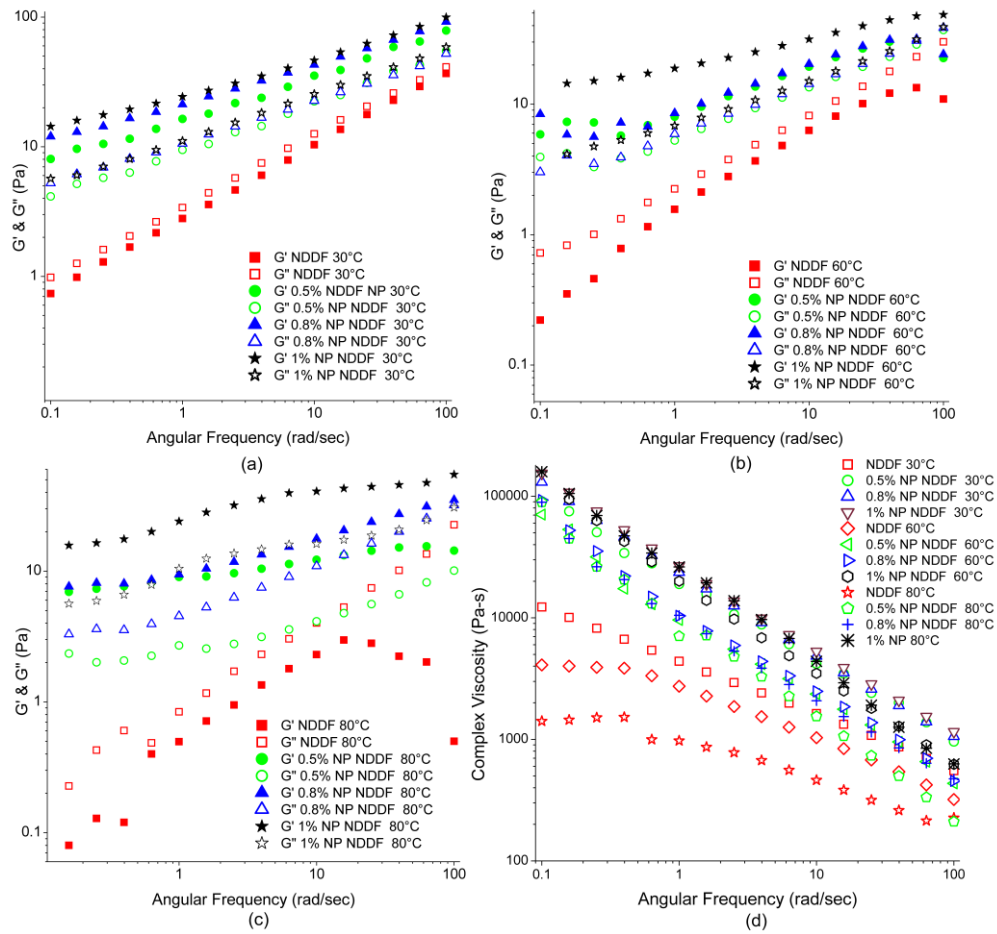 100
10
1
G' & G" (Pa)
G' NDDF 30°C
G" NDDF 30°C
G' 0.5% NDDF NP 30°C
G" 0.5% NP NDDF 30°C
G' 0.8% NP NDDF 30°C
G" 0.8% NP NDDF 30°C
G' 1% NP NDDF 30°C
G" 1% NP NDDF 30°C
0.1 1 10 100
Angular Frequency (rad/sec)
(a)
10
1
0.1
G' & G" (Pa)
G' NDDF 60°C
G" NDDF 60°C
G' 0.5% NP NDDF 60°C
G" 0.5% NP NDDF 60°C
G' 0.8% NP NDDF 60°C
G" 0.8% NP NDDF 60°C
G' 1% NP NDDF 60°C
G" 1% NP NDDF 60°C
0.1 1 10 100
Angular Frequency (rad/sec)
(b)
10
1
0.1
G' & G" (Pa)
G' NDDF 80°C
G" NDDF 80°C
G' 0.5% NP NDDF 80°C
G" 0.5% NP NDDF 80°C
G' 0.8% NP NDDF 80°C
G" 0.8% NP NDDF 80°C
G' 1% NP NDDF 80°C
G" 1% NP NDDF 80°C
1 10 100
Angular Frequency (rad/sec)
(c)
100000
10000
1000
100
Complex Viscosity (Pa-s)
NDDF 30°C
0.5% NP NDDF 30°C
0.8% NP NDDF 30°C
1% NP NDDF 30°C
NDDF 60°C
0.5% NP NDDF 60°C
0.8% NP NDDF 60°C
1% NP NDDF 60°C
NDDF 80°C
0.5% NP NDDF 80°C
0.8% NP NDDF 80°C
1% NP 80°C
0.1 1 10 100
Angular Frequency (rad/sec)
(d)